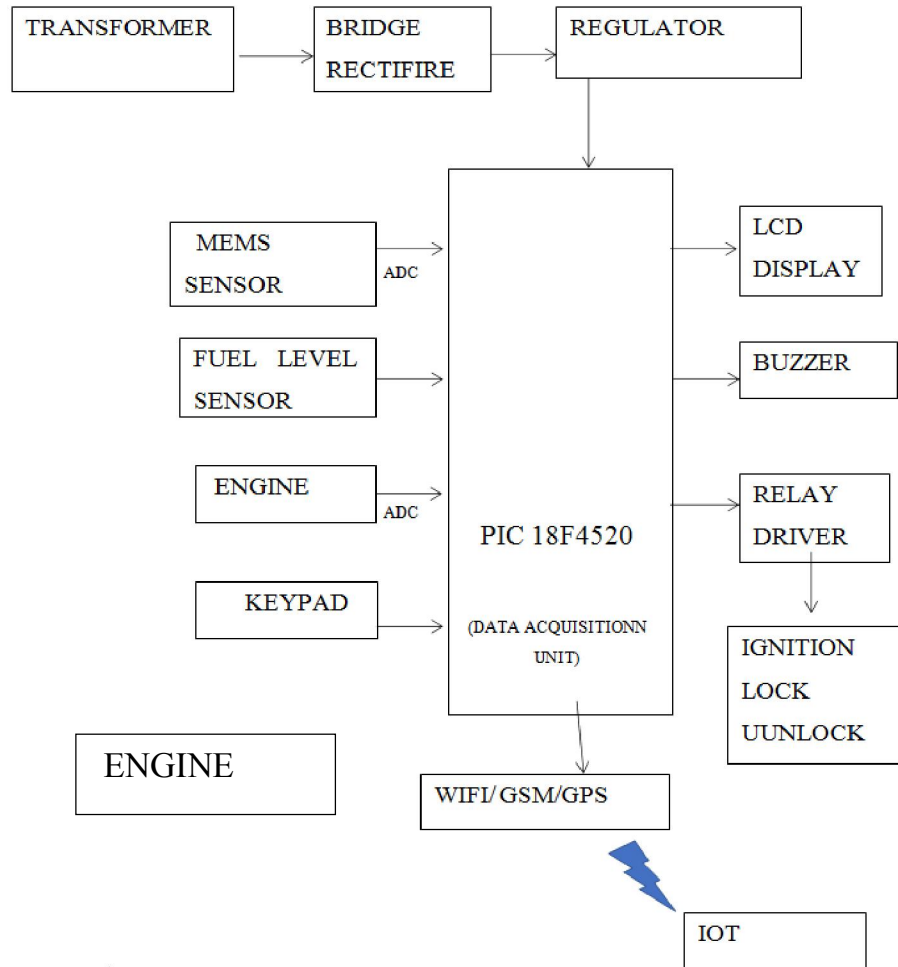 TRANSFORMER
BRIDGE
RECTIFIRE
REGULATOR
MEMS
SENSOR
ADC
FUEL LEVEL
SENSOR
ENGINE
ADC
KEYPAD
PIC 18F4520
(DATA ACQUISITIONN
UNIT)
LCD
DISPLAY
BUZZER
RELAY
DRIVER
IGNITION
LOCK
UUNLOCK
ENGINE
WIFI/ GSM/GPS
IOT